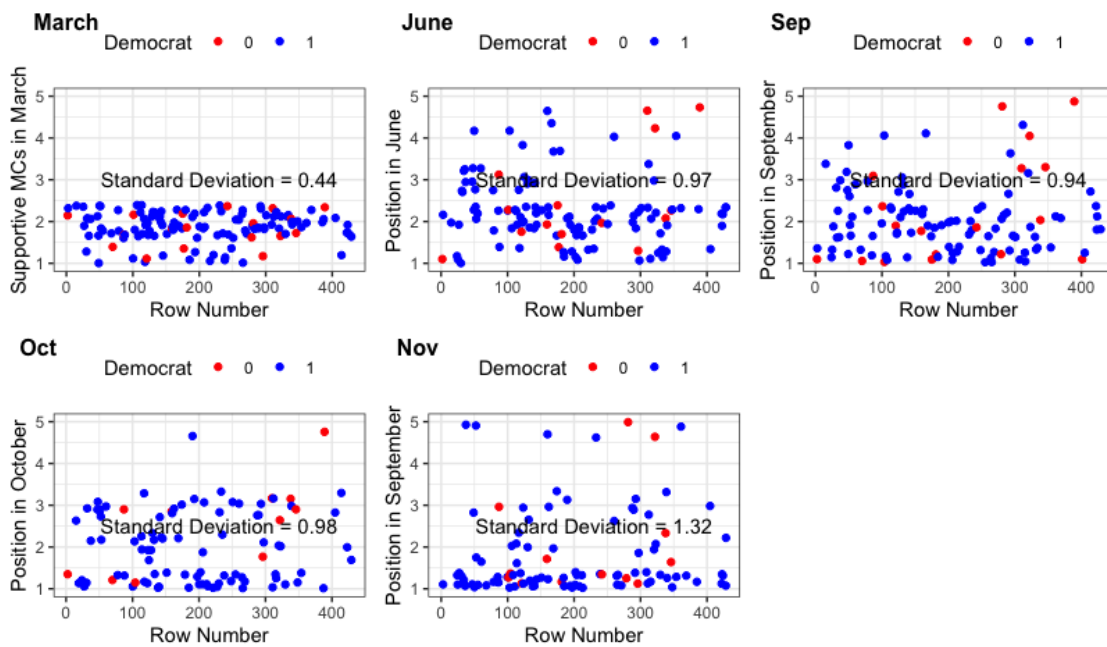 March
Democrat 0 1
Supportive MCs in March
5
4
3
2
1
Standard Deviation = 0.44
0 100 200 300 400
Row Number
June
Democrat 0 1
Position in June
5
4
3
2
1
Standard Deviation = 0.97
0 100 200 300 400
Row Number
Sep
Democrat 0 1
Position in September
5
4
3
2
1
Standard Deviation = 0.94
0 100 200 300 400
Row Number
Oct
Democrat 0 1
Position in October
5
4
3
2
1
Standard Deviation = 0.98
0 100 200 300 400
Row Number
Nov
Democrat 0 1
Position in September
5
4
3
2
1
Standard Deviation = 1.32
0 100 200 300 400
Row Number